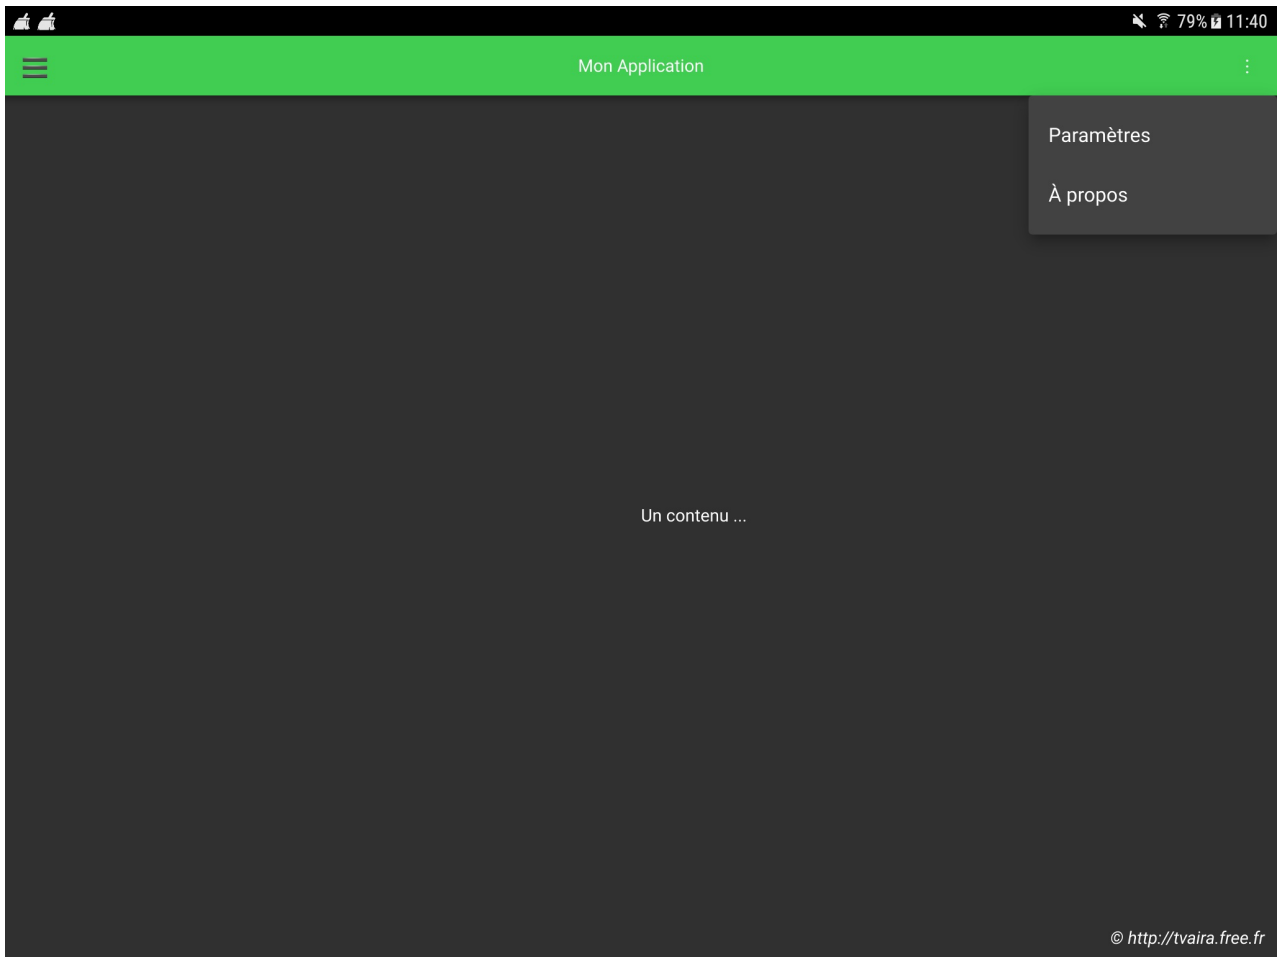 79% 11:40
Mon Application
Paramètres
À propos
Un contenu ...
© http://tvaira.free.fr